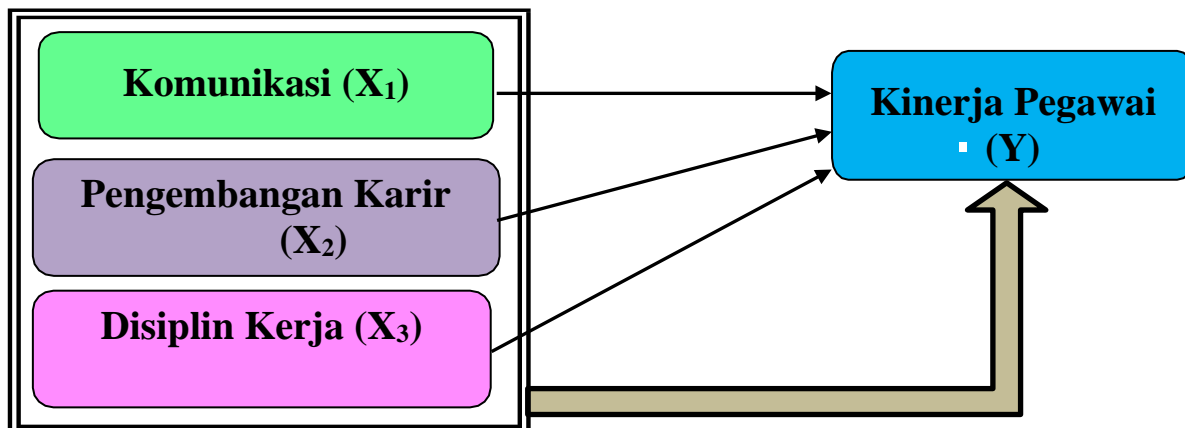 Komunikasi (X₁)
Pengembangan Karir
(X₂)
Disiplin Kerja (X₃)
Kinerja Pegawai
(Y)